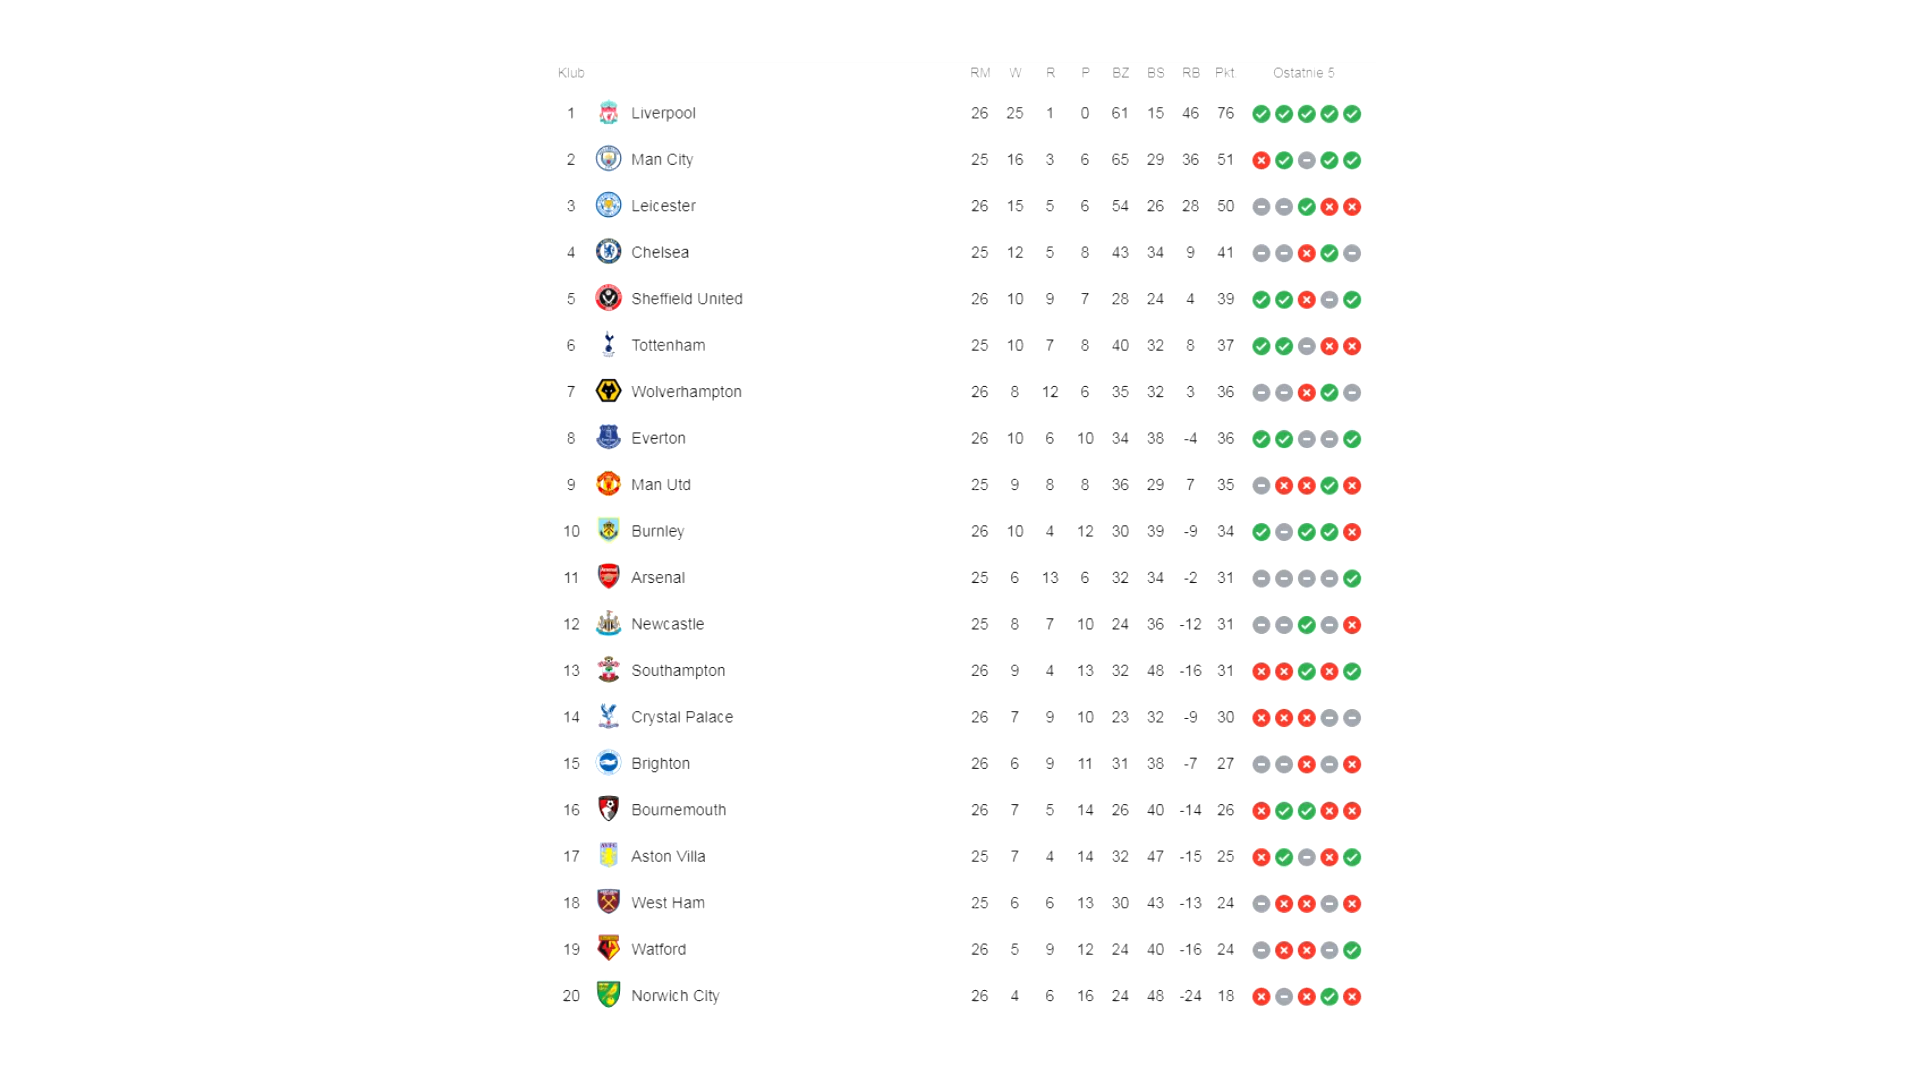 Klub RM W R P BZ BS RB Pkt Ostatnie 5
1 Liverpool 26 25 1 0 61 15 46 76
2 Man City 25 16 3 6 65 29 36 51
3 Leicester 26 15 5 6 54 26 28 50
4 Chelsea 25 12 5 8 43 34 9 41
5 Sheffield United 26 10 9 7 28 24 4 39
6 Tottenham 25 10 7 8 40 32 8 37
7 Wolverhampton 26 8 12 6 35 32 3 36
8 Everton 26 10 6 10 34 38 -4 36
9 Man Utd 25 9 8 8 36 29 7 35
10 Burnley 26 10 4 12 30 39 -9 34
11 Arsenal 25 6 13 6 32 34 -2 31
12 Newcastle 25 8 7 10 24 36 -12 31
13 Southampton 26 9 4 13 32 48 -16 31
14 Crystal Palace 26 7 9 10 23 32 -9 30
15 Brighton 26 6 9 11 31 38 -7 27
16 Bournemouth 26 7 5 14 26 40 -14 26
17 Aston Villa 25 7 4 14 32 47 -15 25
18 West Ham 25 6 6 13 30 43 -13 24
19 Watford 26 5 9 12 24 40 -16 24
20 Norwich City 26 4 6 16 24 48 -24 18